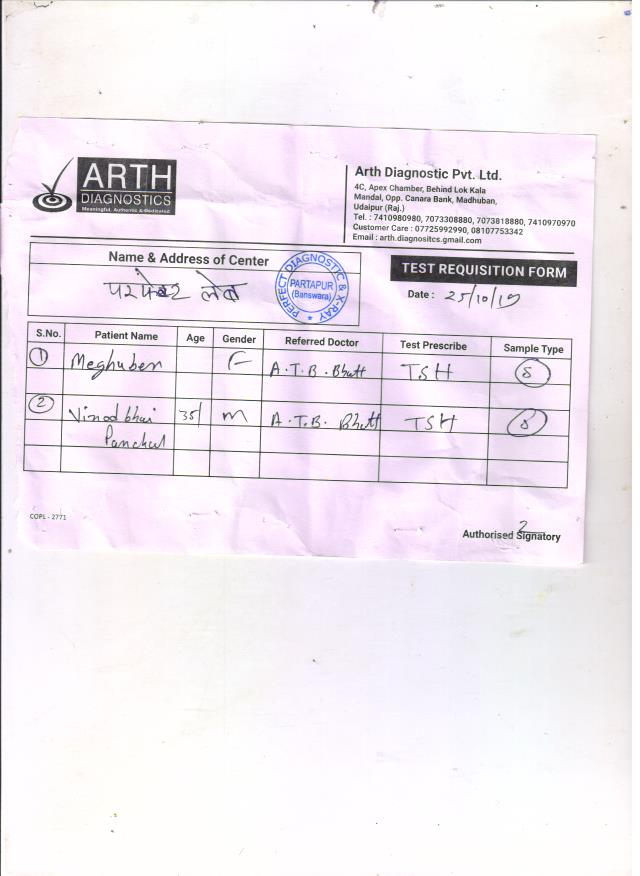 ARTH
DIAGNOSTICS
Meaningful, Authentic & Dedicated
Arth Diagnostic Pvt. Ltd.
4C, Apex Chamber, Behind Lok Kala
Mandal, Opp. Canara Bank, Madhuban,
Udaipur (Raj.)
Tel. : 7410980980, 7073308880, 7073818880, 7410970970
Customer Care : 07725992990, 08107753342
Email : arth.diagnositcs.gmail.com
Name & Address of Center
लेब
PERFECT DIAGNOSTIC & X-RAY
PARTAPUR
(Banswara)
TEST REQUISITION FORM
Date : 25/10/19
S.No. Patient Name Age Gender Referred Doctor Test Prescribe Sample Type
1 Meghuben F A.T.B. Bhatt TSH S
2 Vinodbhai 35/ M A.T.B. Bhatt TSH S
Panchal
COPL - 2771
Authorised Signatory